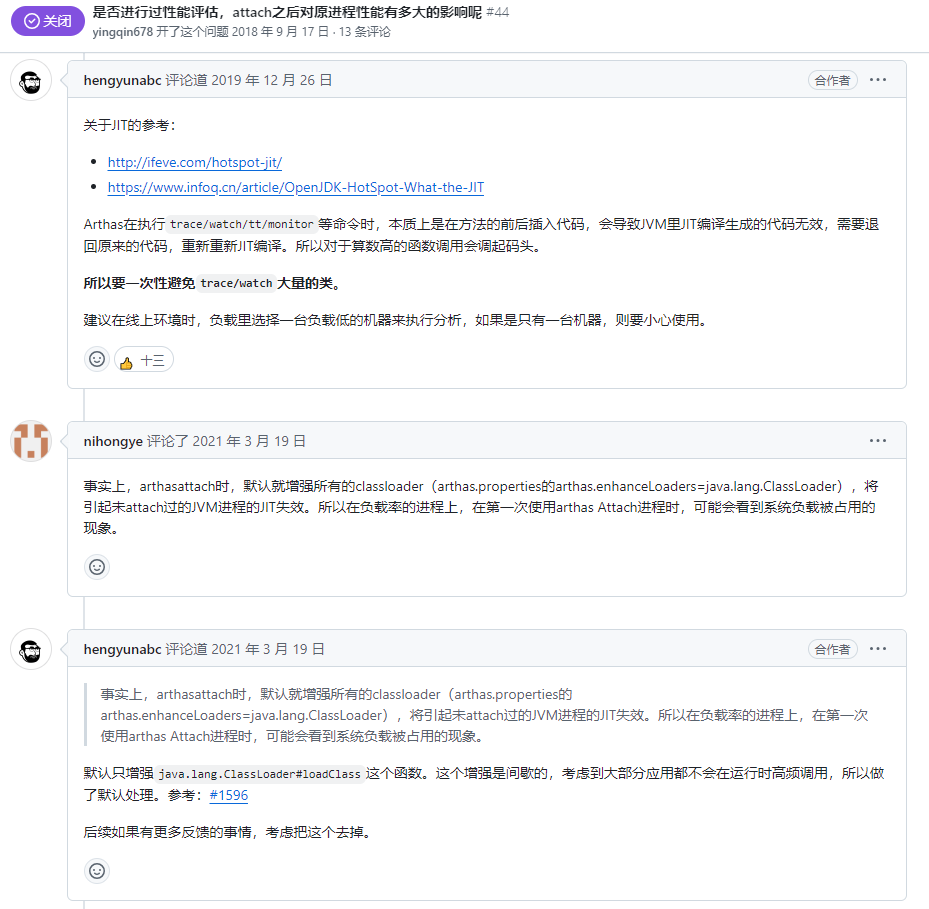 关闭
是否进行过性能评估，attach之后对原进程性能有多大的影响呢 #44
yingqin678 开了这个问题 2018 年 9 月 17 日 · 13 条评论
hengyunabc 评论道 2019 年 12 月 26 日
合作者
关于JIT的参考：
http://ifeve.com/hotspot-jit/
https://www.infoq.cn/article/OpenJDK-HotSpot-What-the-JIT
Arthas在执行 trace/watch/tt/monitor 等命令时，本质上是在方法的前后插入代码，会导致JVM里JIT编译生成的代码无效，需要退
回原来的代码，重新重新JIT编译。所以对于算数高的函数调用会调起码头。
所以要一次性避免 trace/watch 大量的类。
建议在线上环境时，负载里选择一台负载低的机器来执行分析，如果是只有一台机器，则要小心使用。
十三
nihongye 评论了 2021 年 3 月 19 日
事实上，arthasattach时，默认就增强所有的classloader（arthas.properties的arthas.enhanceLoaders=java.lang.ClassLoader），将
引起未attach过的JVM进程的JIT失效。所以在负载率的进程上，在第一次使用arthas Attach进程时，可能会看到系统负载被占用的
现象。
hengyunabc 评论道 2021 年 3 月 19 日
合作者
事实上，arthasattach时，默认就增强所有的classloader（arthas.properties的
arthas.enhanceLoaders=java.lang.ClassLoader），将引起未attach过的JVM进程的JIT失效。所以在负载率的进程上，在第一次
使用arthas Attach进程时，可能会看到系统负载被占用的现象。
默认只增强 java.lang.ClassLoader#loadClass 这个函数。这个增强是间歇的，考虑到大部分应用都不会在运行时高频调用，所以做
了默认处理。参考：#1596
后续如果有更多反馈的事情，考虑把这个去掉。